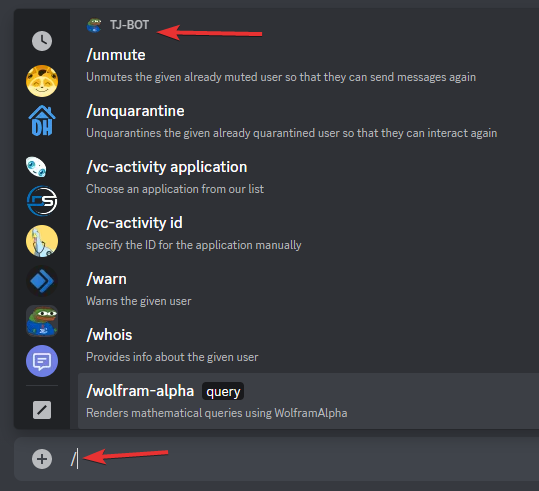 TJ-BOT
/unmute
Unmutes the given already muted user so that they can send messages again
/unquarantine
Unquarantines the given already quarantined user so that they can interact again
/vc-activity application
Choose an application from our list
/vc-activity id
specify the ID for the application manually
/warn
Warns the given user
/whois
Provides info about the given user
/wolfram-alpha query
Renders mathematical queries using WolframAlpha
/
DH
S